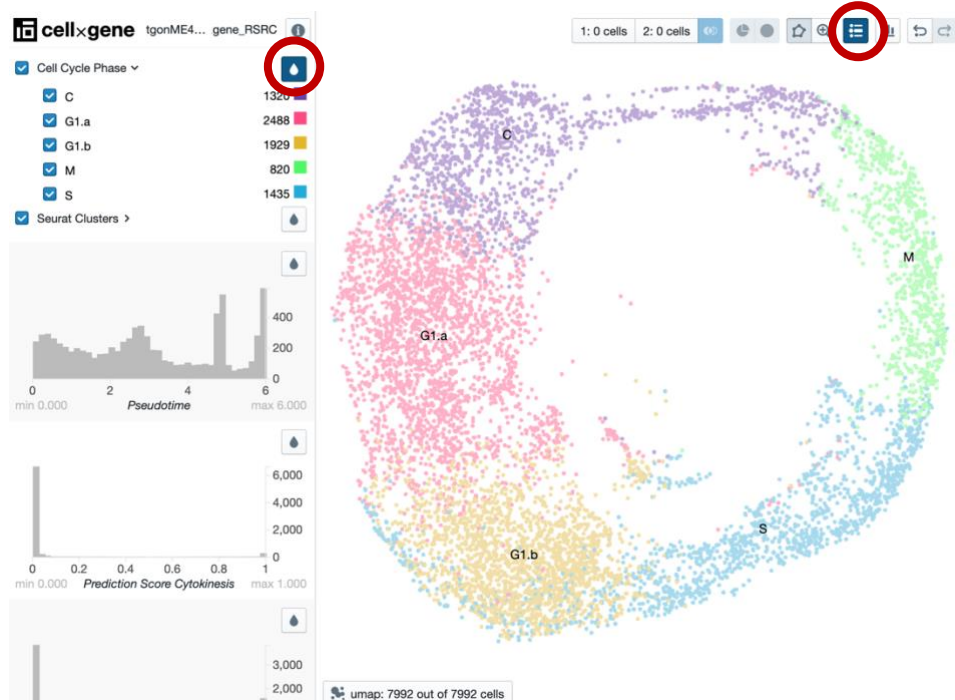 cellxgene tgonME4... gene_RSRC
1: 0 cells 2: 0 cells
Cell Cycle Phase
C 1320
G1.a 2488
G1.b 1929
M 820
S 1435
Seurat Clusters
400
200
0
0 2 4 6
min 0.000 Pseudotime max 6.000
6,000
4,000
2,000
0
0 0.2 0.4 0.6 0.8 1
min 0.000 Prediction Score Cytokinesis max 1.000
3,000
2,000
C
M
G1.a
S
G1.b
umap: 7992 out of 7992 cells